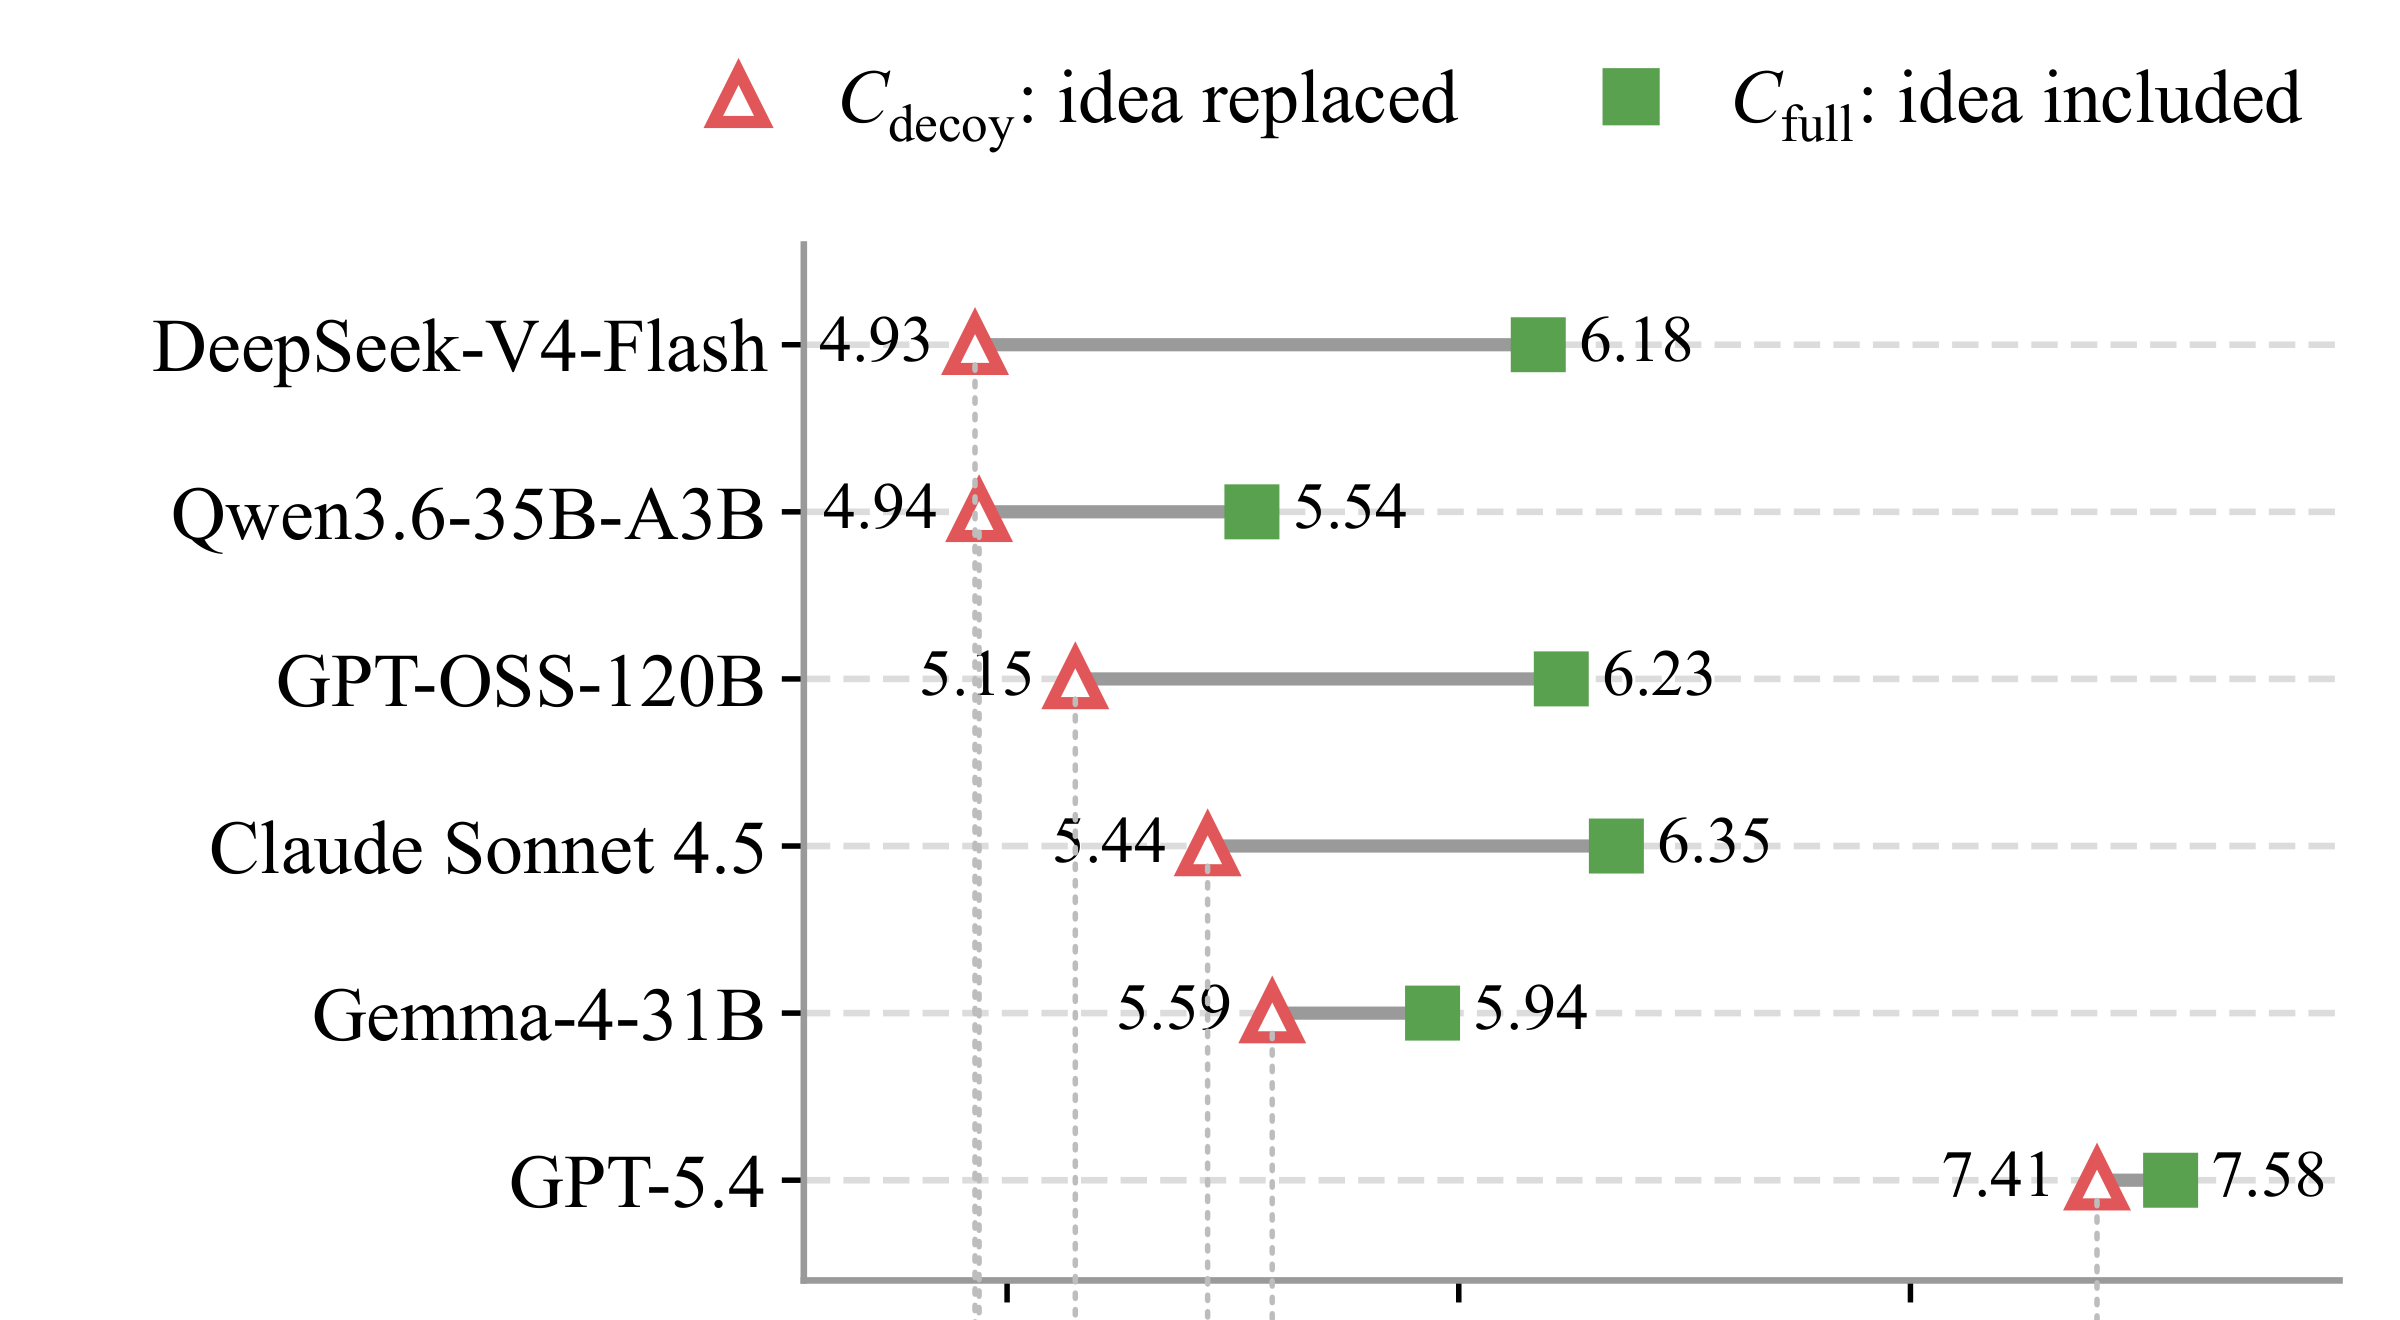 C_decoy: idea replaced C_full: idea included
DeepSeek-V4-Flash 4.93 6.18
Qwen3.6-35B-A3B 4.94 5.54
GPT-OSS-120B 5.15 6.23
Claude Sonnet 4.5 5.44 6.35
Gemma-4-31B 5.59 5.94
GPT-5.4 7.41 7.58